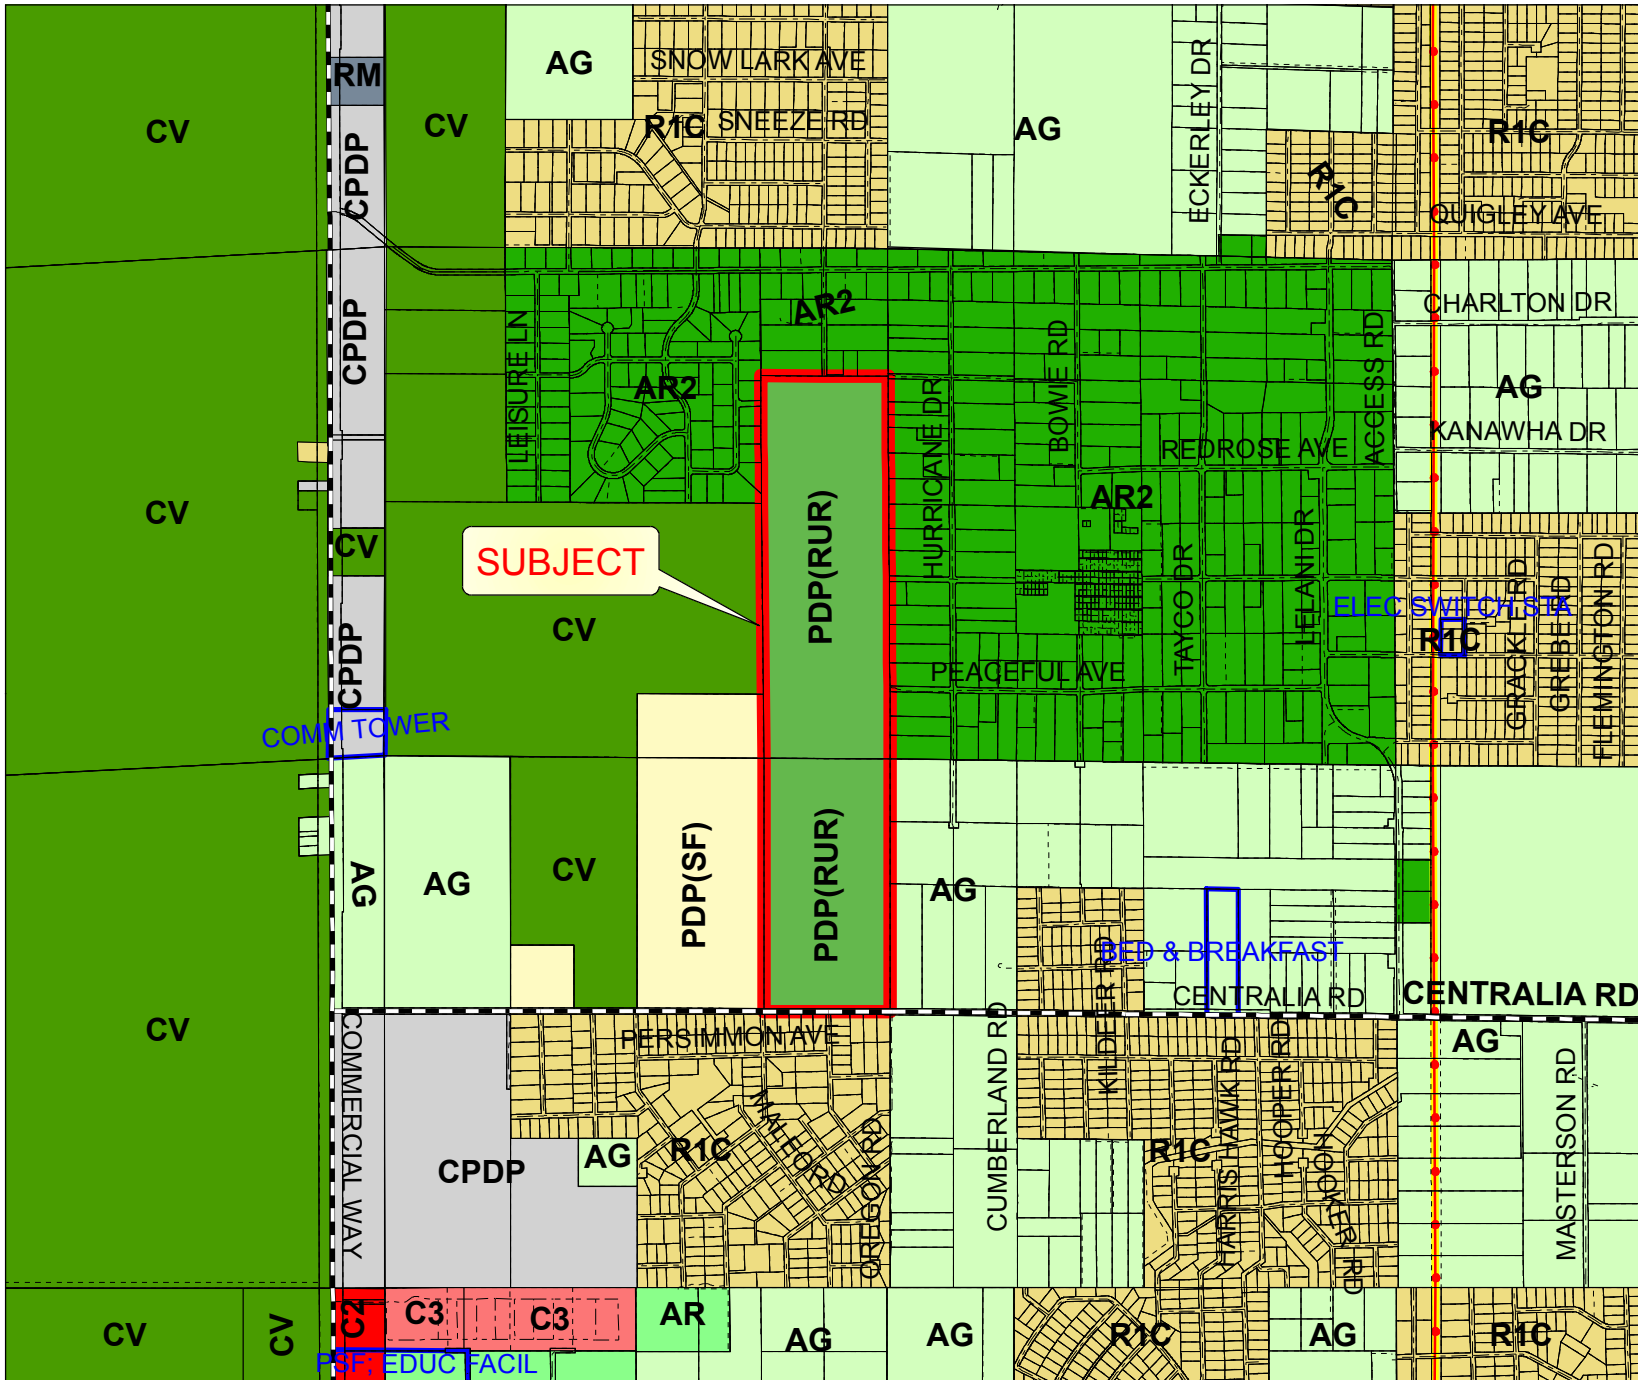 AG
SNOW LARK AVE
RM
CV
CV
R1C
SNEEZE RD
AG
ECKERLEY DR
R1C
CPDP
R1C
QUIGLEY AVE
CPDP
AR2
CHARLTON DR
LEISURE LN
AR2
HURRICANE DR
BOWIE RD
ACCESS RD
AG
KANAWHA DR
REDROSE AVE
AR2
CV
CV
SUBJECT
PDP(RUR)
CV
TAYCO DR
LELANI DR
ELEC SWITCH STA
R1C
GRACKLE RD
GREBE RD
FLEMINGTON RD
CPDP
PEACEFUL AVE
COMM TOWER
AG
AG
CV
PDP(SF)
PDP(RUR)
AG
KILDEER RD
BED & BREAKFAST
CENTRALIA RD
CENTRALIA RD
CV
COMMERCIAL WAY
PERSIMMON AVE
CUMBERLAND RD
AG
CPDP
AG
R1C
MALFORD RD
OREGON RD
R1C
HARRIS HAWK RD
HOOPER RD
HOOKER RD
MASTERSON RD
CV
CV
C2
C3
C3
AR
AG
AG
R1C
AG
R1C
PSF; EDUC FACIL